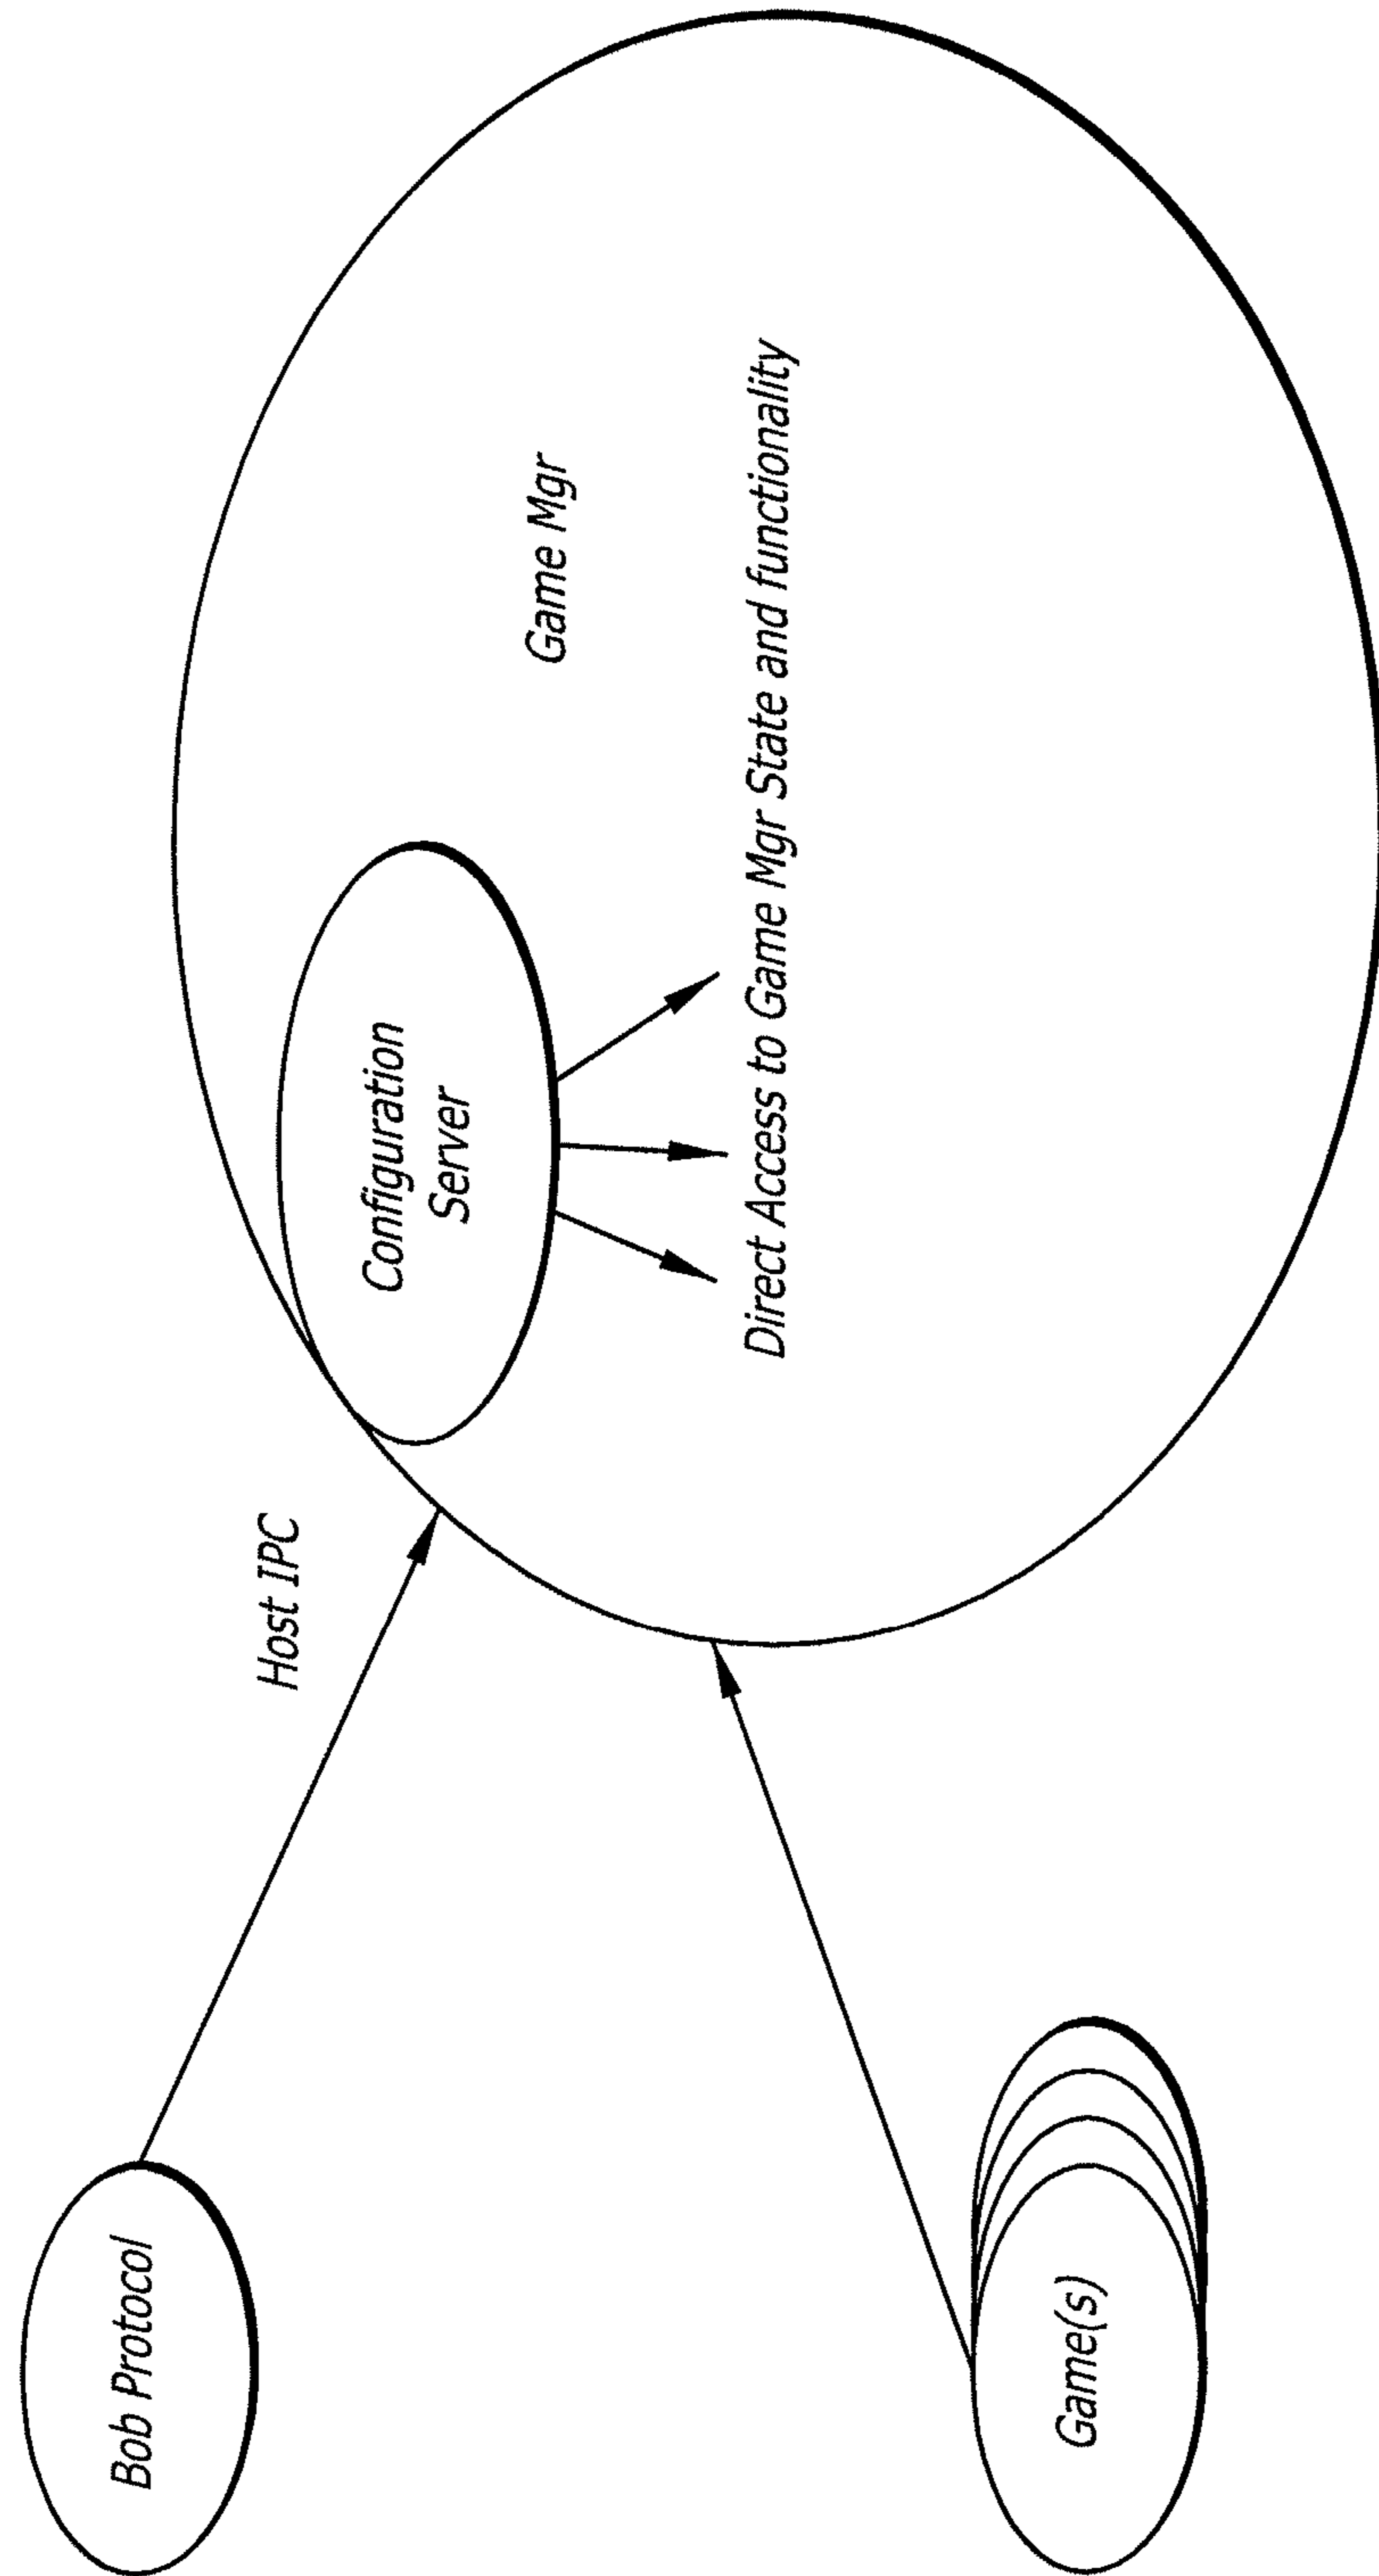 Bob Protocol
Host IPC
Configuration
Server
Game Mgr
Direct Access to Game Mgr State and functionality
Game(s)